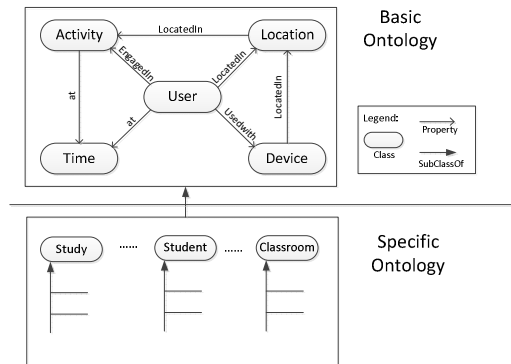 Basic
Ontology
Activity
LocatedIn
Location
EngagedIn
LocatedIn
User
at
at
Usedwith
LocatedIn
Time
Device
Legend:
Property
Class
SubClassOf
Specific
Ontology
Study
......
Student
......
Classroom